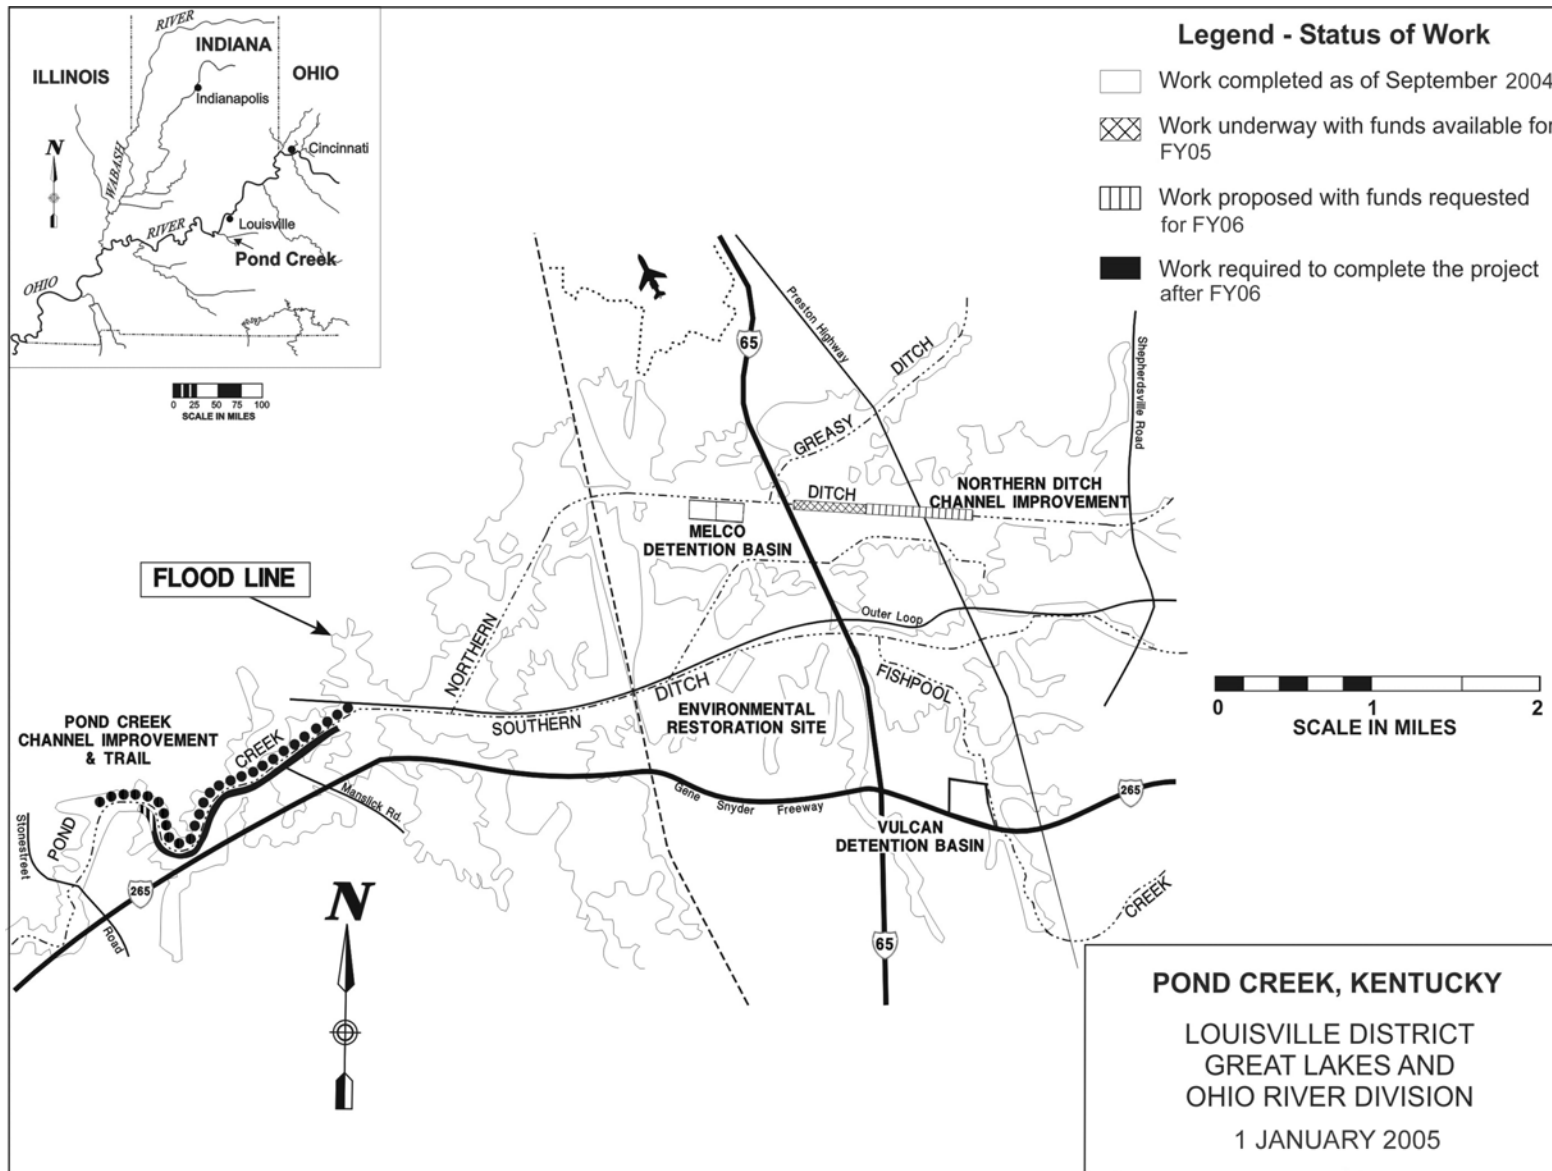 RIVER
INDIANA
ILLINOIS
OHIO
Indianapolis
N
Cincinnati
WABASH
Louisville
RIVER
Pond Creek
OHIO
0 25 50 75 100
SCALE IN MILES
Legend - Status of Work
Work completed as of September 2004
Work underway with funds available for
FY05
Work proposed with funds requested
for FY06
Work required to complete the project
after FY06
65
Preston Highway
DITCH
Shepherdsville Road
GREASY
DITCH
NORTHERN DITCH
CHANNEL IMPROVEMENT
MELCO
DETENTION BASIN
FLOOD LINE
Outer Loop
NORTHERN
DITCH
FISHPOOL
SOUTHERN
ENVIRONMENTAL
RESTORATION SITE
0 1 2
SCALE IN MILES
POND CREEK
CHANNEL IMPROVEMENT
& TRAIL
CREEK
Manslick Rd.
Gene Snyder Freeway
265
Stonestreet
POND
VULCAN
DETENTION BASIN
265
Road
N
CREEK
65
POND CREEK, KENTUCKY
LOUISVILLE DISTRICT
GREAT LAKES AND
OHIO RIVER DIVISION
1 JANUARY 2005